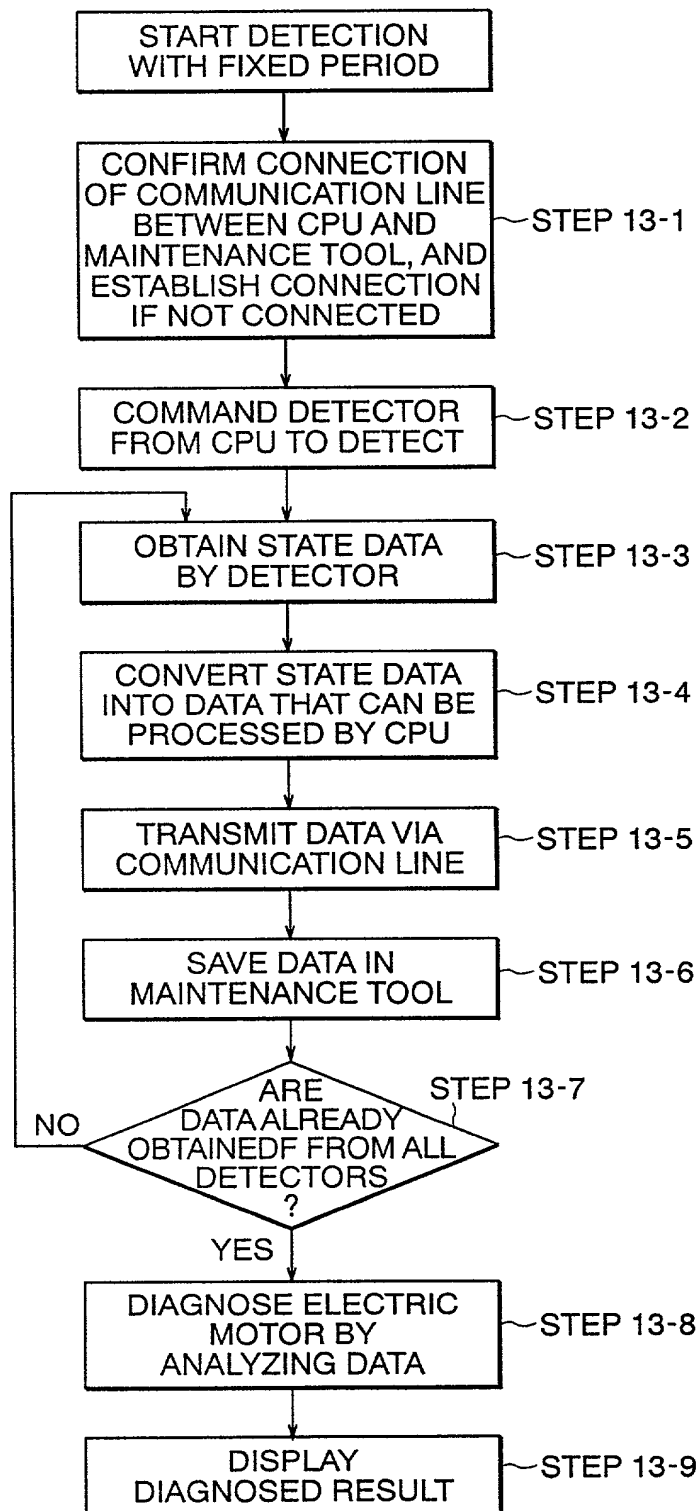 START DETECTION
WITH FIXED PERIOD
CONFIRM CONNECTION
OF COMMUNICATION LINE
BETWEEN CPU AND
MAINTENANCE TOOL, AND
ESTABLISH CONNECTION
IF NOT CONNECTED
STEP 13-1
COMMAND DETECTOR
FROM CPU TO DETECT
STEP 13-2
OBTAIN STATE DATA
BY DETECTOR
STEP 13-3
CONVERT STATE DATA
INTO DATA THAT CAN BE
PROCESSED BY CPU
STEP 13-4
TRANSMIT DATA VIA
COMMUNICATION LINE
STEP 13-5
SAVE DATA IN
MAINTENANCE TOOL
STEP 13-6
ARE
DATA ALREADY
OBTAINEDF FROM ALL
DETECTORS
?
STEP 13-7
NO
YES
DIAGNOSE ELECTRIC
MOTOR BY
ANALYZING DATA
STEP 13-8
DISPLAY
DIAGNOSED RESULT
STEP 13-9